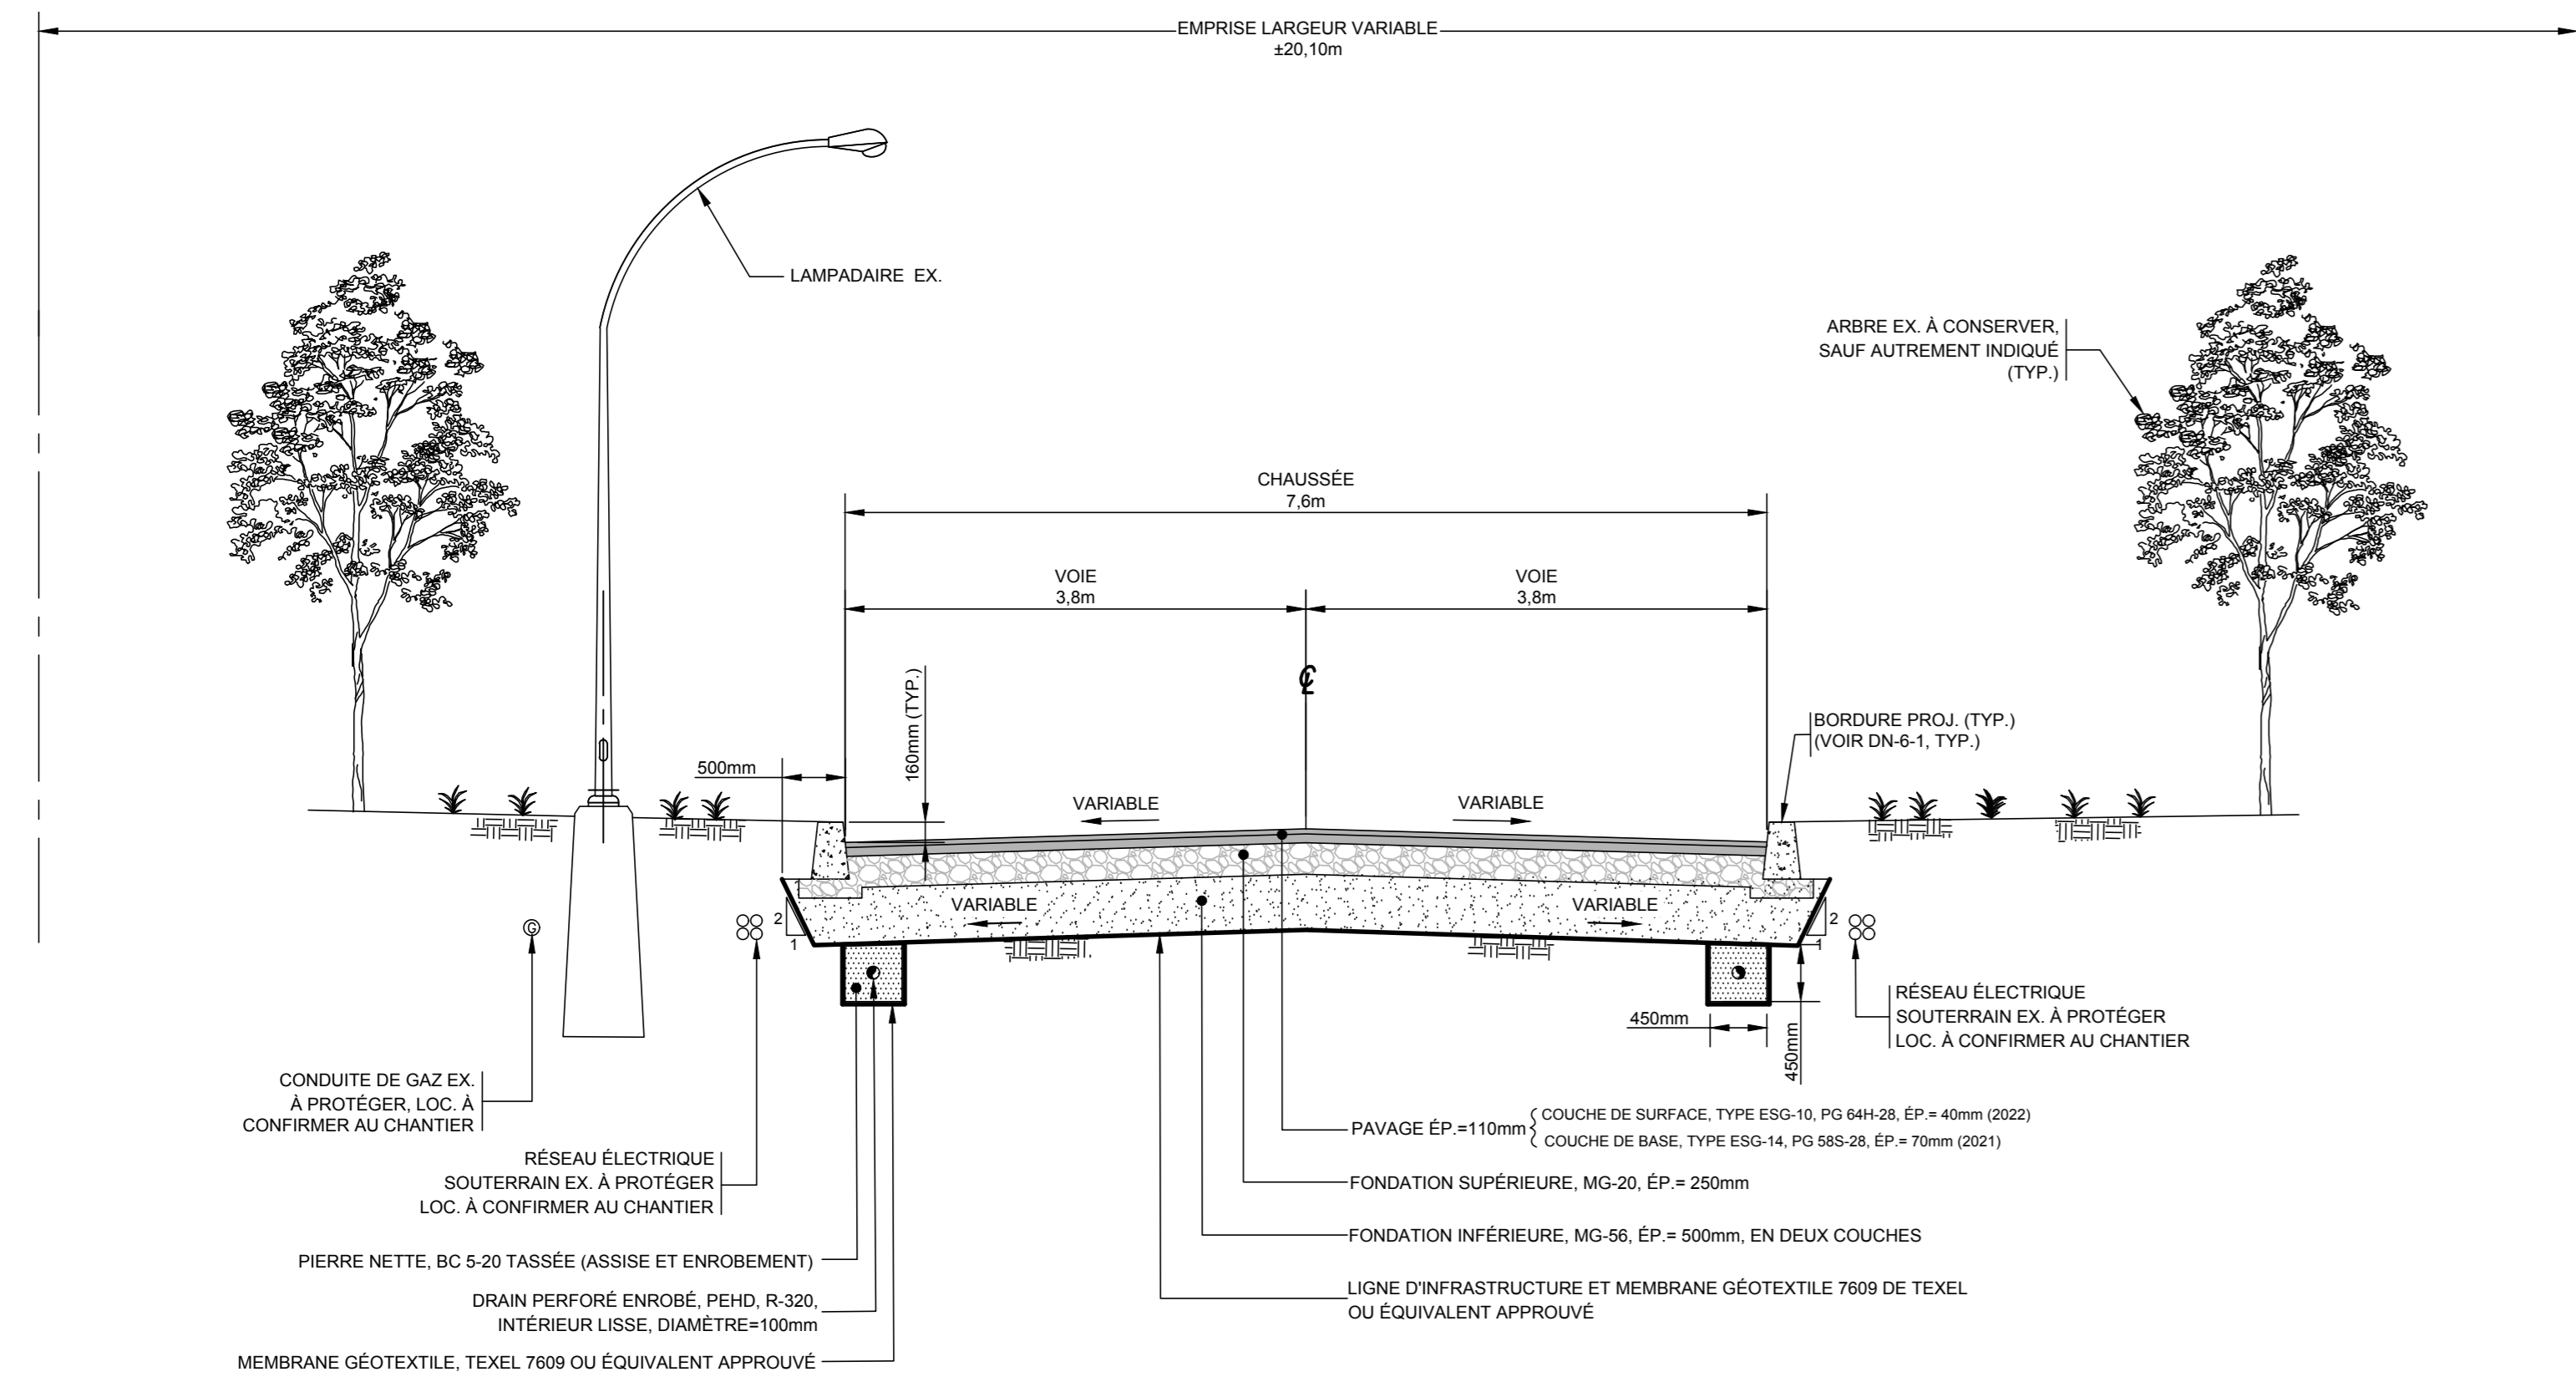 EMPRISE LARGEUR VARIABLE
±20,10m
LAMPADAIRE EX.
ARBRE EX. À CONSERVER,
SAUF AUTREMENT INDIQUÉ
(TYP.)
CHAUSSÉE
7,6m
VOIE
3,8m
VOIE
3,8m
160mm (TYP.)
BORDURE PROJ. (TYP.)
(VOIR DN-6-1, TYP.)
500mm
VARIABLE
VARIABLE
VARIABLE
VARIABLE
2
1
2
1
G
450mm
450mm
RÉSEAU ÉLECTRIQUE
SOUTERRAIN EX. À PROTÉGER
LOC. À CONFIRMER AU CHANTIER
CONDUITE DE GAZ EX.
À PROTÉGER, LOC. À
CONFIRMER AU CHANTIER
RÉSEAU ÉLECTRIQUE
SOUTERRAIN EX. À PROTÉGER
LOC. À CONFIRMER AU CHANTIER
PAVAGE ÉP.=110mm
COUCHE DE SURFACE, TYPE ESG-10, PG 64H-28, ÉP.= 40mm (2022)
COUCHE DE BASE, TYPE ESG-14, PG 58S-28, ÉP.= 70mm (2021)
FONDATION SUPÉRIEURE, MG-20, ÉP.= 250mm
FONDATION INFÉRIEURE, MG-56, ÉP.= 500mm, EN DEUX COUCHES
PIERRE NETTE, BC 5-20 TASSÉE (ASSISE ET ENROBEMENT)
DRAIN PERFORÉ ENROBÉ, PEHD, R-320,
INTÉRIEUR LISSE, DIAMÈTRE=100mm
LIGNE D'INFRASTRUCTURE ET MEMBRANE GÉOTEXTILE 7609 DE TEXEL
OU ÉQUIVALENT APPROUVÉ
MEMBRANE GÉOTEXTILE, TEXEL 7609 OU ÉQUIVALENT APPROUVÉ